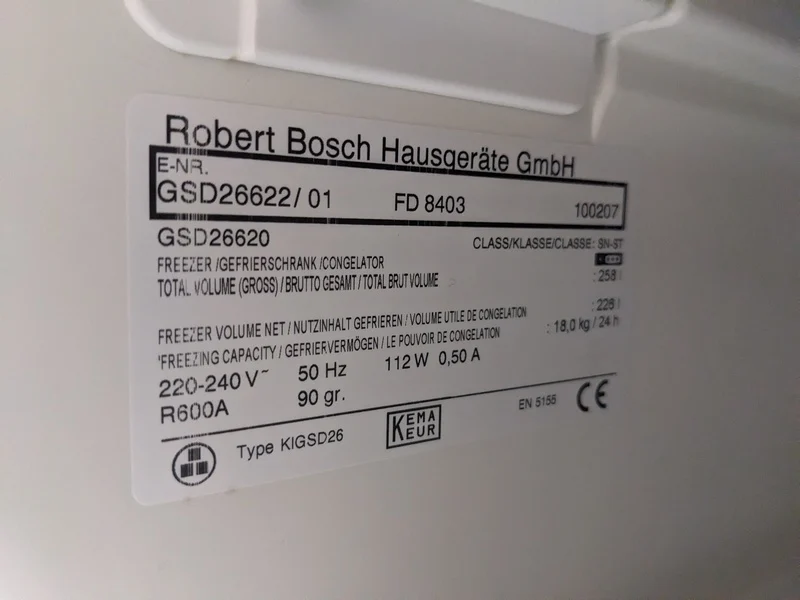 Robert Bosch Hausgeräte GmbH
E-NR.
GSD26622/01 FD 8403 100207
GSD26620 CLASS/KLASSE/CLASSE: SN-ST
FREEZER /GEFRIERSCHRANK /CONGELATOR
TOTAL VOLUME (GROSS) / BRUTTO GESAMT / TOTAL BRUT VOLUME : 258 l
FREEZER VOLUME NET / NUTZINHALT GEFRIEREN / VOLUME UTILE DE CONGELATION : 226 l
'FREEZING CAPACITY / GEFRIERVERMÖGEN / LE POUVOIR DE CONGELATION : 18,0 kg / 24 h
220-240 V~ 50 Hz 112 W 0,50 A
R600A 90 gr.
Type KIGSD26 KEMA KEUR EN 5155 CE